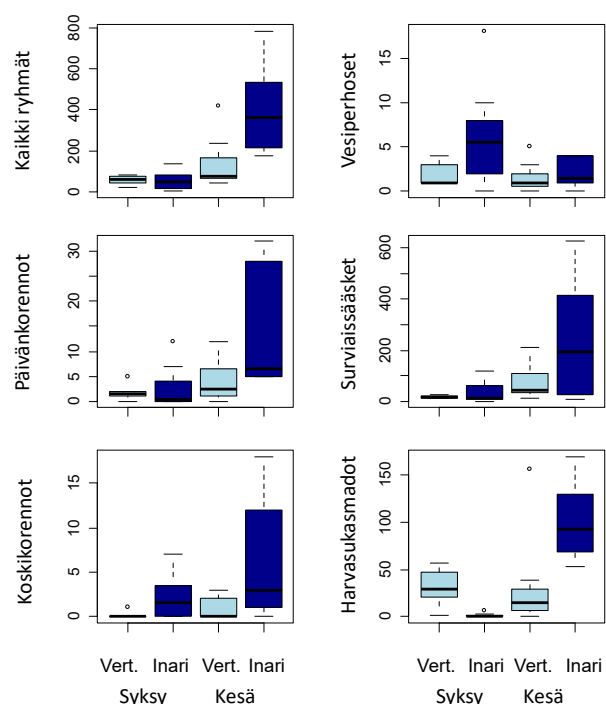 Kaikki ryhmät
0 200 400 600 800
Vesiperhoset
0 5 10 15
Päivänkorennot
0 5 10 20 30
Surviaissääsket
0 200 400 600
Koskikorennot
0 5 10 15
Harvasukasmadot
0 50 100 150
Vert. Inari Vert. Inari
Syksy Kesä
Vert. Inari Vert. Inari
Syksy Kesä